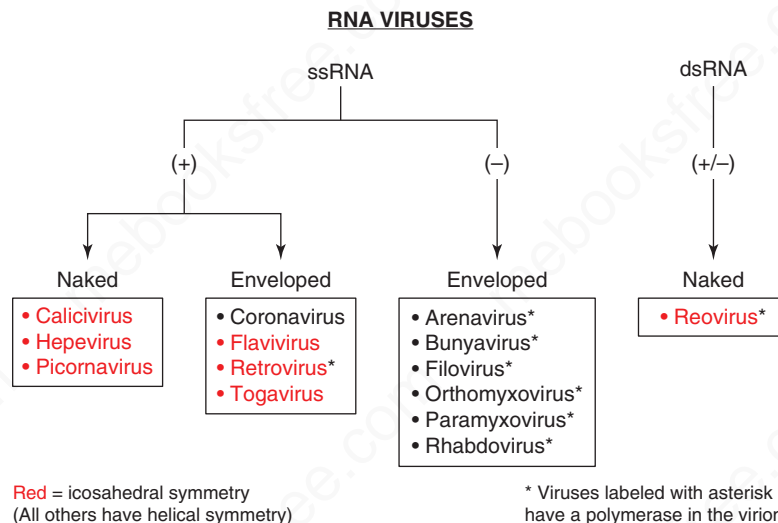 RNA VIRUSES
ssRNA
dsRNA
(+)
(–)
(+/–)
Naked
• Calicivirus
• Hepevirus
• Picornavirus
Enveloped
• Coronavirus
• Flavivirus
• Retrovirus*
• Togavirus
Enveloped
• Arenavirus*
• Bunyavirus*
• Filovirus*
• Orthomyxovirus*
• Paramyxovirus*
• Rhabdovirus*
Naked
• Reovirus*
Red = icosahedral symmetry
(All others have helical symmetry)
* Viruses labeled with asterisk
have a polymerase in the virion